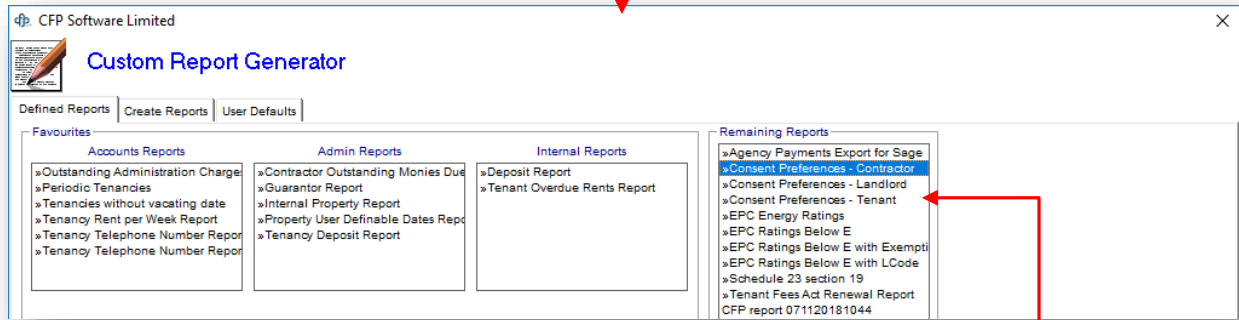 CFP Software Limited
Custom Report Generator
Defined Reports Create Reports User Defaults
Favourites
Accounts Reports
»Outstanding Administration Charge
»Periodic Tenancies
»Tenancies without vacating date
»Tenancy Rent per Week Report
»Tenancy Telephone Number Repor
»Tenancy Telephone Number Repor
Admin Reports
»Contractor Outstanding Monies Due
»Guarantor Report
»Internal Property Report
»Property User Definable Dates Repo
»Tenancy Deposit Report
Internal Reports
»Deposit Report
»Tenant Overdue Rents Report
Remaining Reports
»Agency Payments Export for Sage
»Consent Preferences - Contractor
»Consent Preferences - Landlord
»Consent Preferences - Tenant
»EPC Energy Ratings
»EPC Ratings Below E
»EPC Ratings Below E with Exempti
»EPC Ratings Below E with LCode
»Schedule 23 section 19
»Tenant Fees Act Renewal Report
CFP report 071120181044